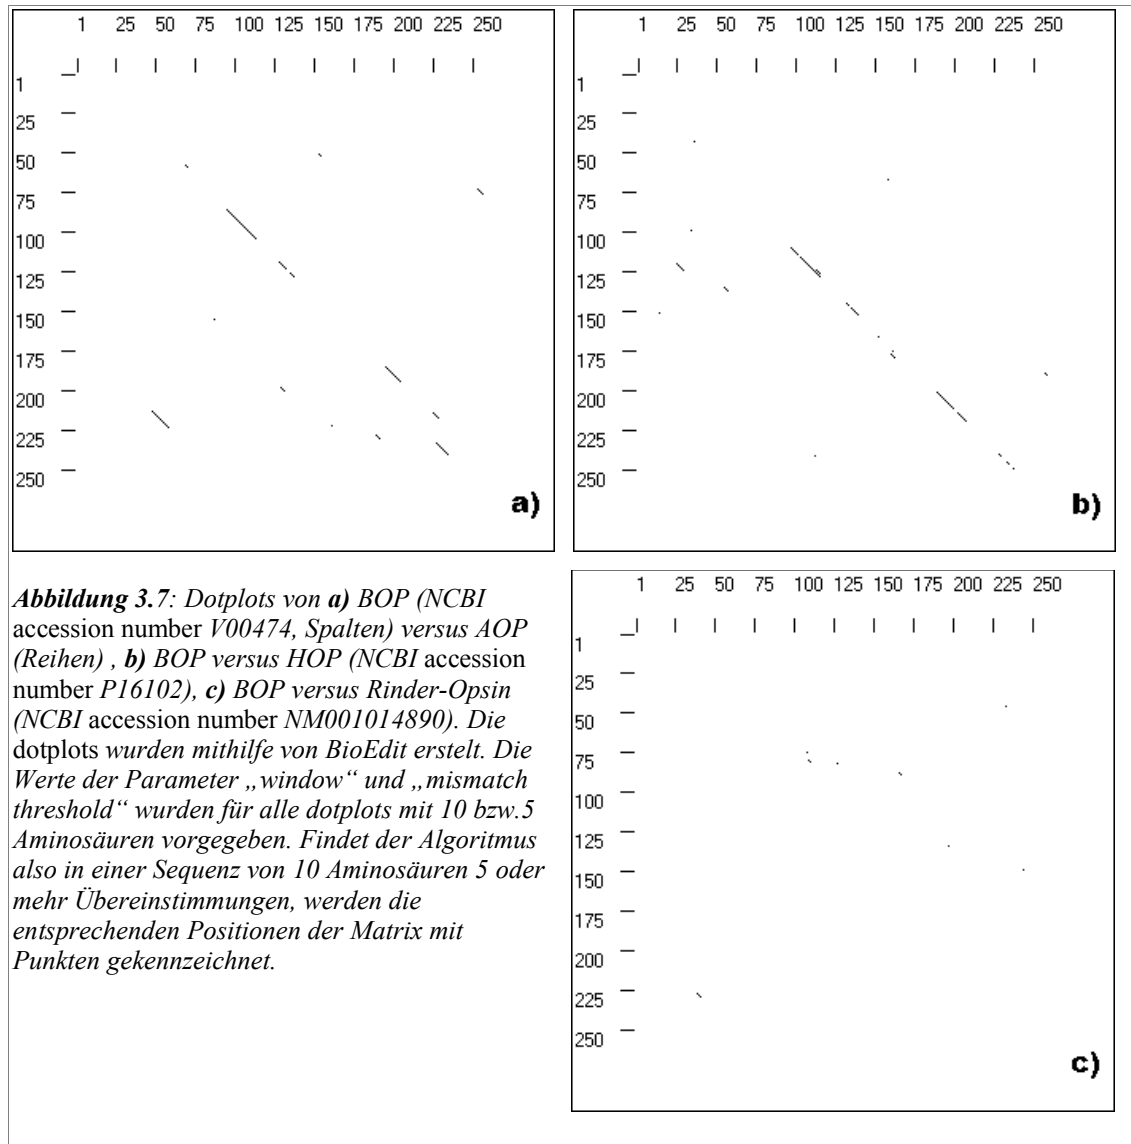 1 25 50 75 100 125 150 175 200 225 250
1
25
50
75
100
125
150
175
200
225
250
a)
1 25 50 75 100 125 150 175 200 225 250
1
25
50
75
100
125
150
175
200
225
250
b)
Abbildung 3.7: Dotplots von a) BOP (NCBI
accession number V00474, Spalten) versus AOP
(Reihen) , b) BOP versus HOP (NCBI accession
number P16102), c) BOP versus Rinder-Opsin
(NCBI accession number NM001014890). Die
dotplots wurden mithilfe von BioEdit erstelt. Die
Werte der Parameter „window“ und „mismatch
threshold“ wurden für alle dotplots mit 10 bzw.5
Aminosäuren vorgegeben. Findet der Algoritmus
also in einer Sequenz von 10 Aminosäuren 5 oder
mehr Übereinstimmungen, werden die
entsprechenden Positionen der Matrix mit
Punkten gekennzeichnet.
1 25 50 75 100 125 150 175 200 225 250
1
25
50
75
100
125
150
175
200
225
250
c)